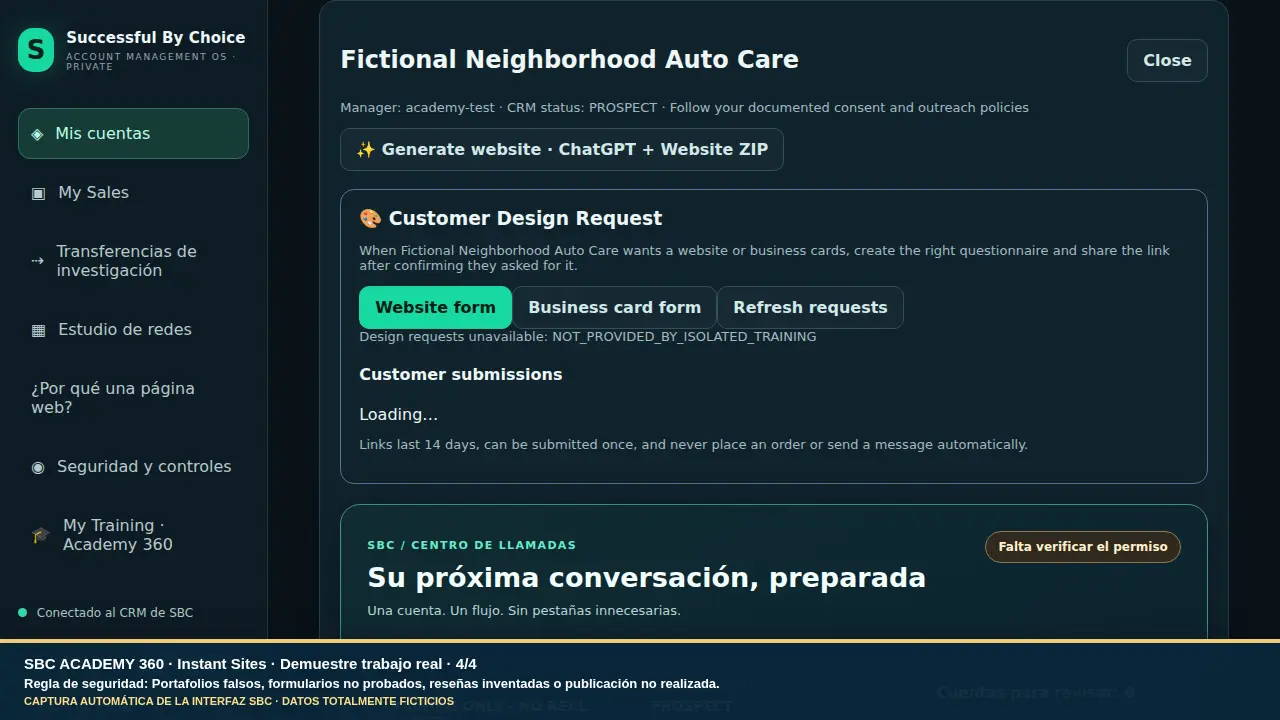 S
Successful By Choice
ACCOUNT MANAGEMENT OS ·
PRIVATE
Mis cuentas
My Sales
Transferencias de
investigación
Estudio de redes
¿Por qué una página
web?
Seguridad y controles
My Training ·
Academy 360
Conectado al CRM de SBC
Fictional Neighborhood Auto Care
Close
Manager: academy-test · CRM status: PROSPECT · Follow your documented consent and outreach policies
✨ Generate website · ChatGPT + Website ZIP
🎨 Customer Design Request
When Fictional Neighborhood Auto Care wants a website or business cards, create the right questionnaire and share the link
after confirming they asked for it.
Website form
Business card form
Refresh requests
Design requests unavailable: NOT_PROVIDED_BY_ISOLATED_TRAINING
Customer submissions
Loading...
Links last 14 days, can be submitted once, and never place an order or send a message automatically.
SBC / CENTRO DE LLAMADAS
Falta verificar el permiso
Su próxima conversación, preparada
Una cuenta. Un flujo. Sin pestañas innecesarias.
SBC ACADEMY 360 · Instant Sites · Demuestre trabajo real · 4/4
Regla de seguridad: Portafolios falsos, formularios no probados, reseñas inventadas o publicación no realizada.
CAPTURA AUTOMÁTICA DE LA INTERFAZ SBC · DATOS TOTALMENTE FICTICIOS